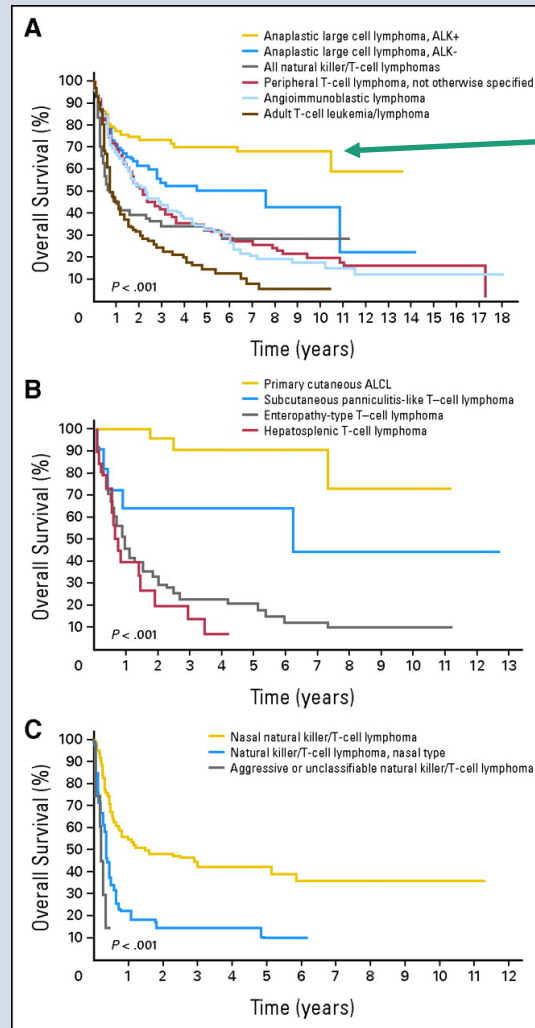 A
Anaplastic large cell lymphoma, ALK+
Anaplastic large cell lymphoma, ALK-
All natural killer/T-cell lymphomas
Peripheral T-cell lymphoma, not otherwise specified
Angioimmunoblastic lymphoma
Adult T-cell leukemia/lymphoma
Overall Survival (%)
100
90
80
70
60
50
40
30
20
10
P < .001
0 1 2 3 4 5 6 7 8 9 10 11 12 13 14 15 16 17 18
Time (years)
B
Primary cutaneous ALCL
Subcutaneous panniculitis-like T–cell lymphoma
Enteropathy-type T–cell lymphoma
Hepatosplenic T-cell lymphoma
Overall Survival (%)
100
90
80
70
60
50
40
30
20
10
P < .001
0 1 2 3 4 5 6 7 8 9 10 11 12 13
Time (years)
C
Nasal natural killer/T-cell lymphoma
Natural killer/T-cell lymphoma, nasal type
Aggressive or unclassifiable natural killer/T-cell lymphoma
Overall Survival (%)
100
90
80
70
60
50
40
30
20
10
P < .001
0 1 2 3 4 5 6 7 8 9 10 11 12
Time (years)